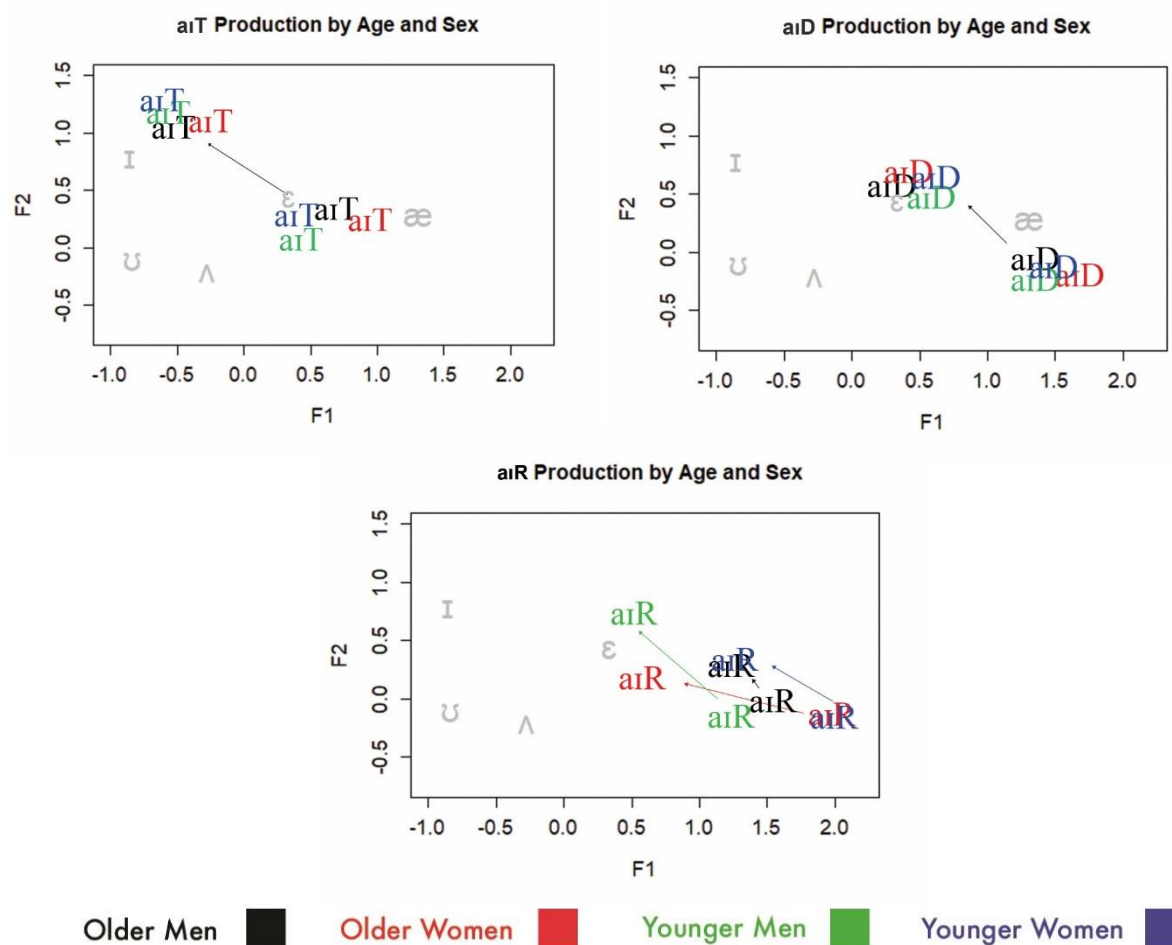 aɪT Production by Age and Sex
1.5
1.0
0.5
0.0
-0.5
F2
aɪT
aɪT
aɪT
aɪT
ɪ
ɛ
aɪT
aɪT
aɪT
aɪT
æ
ʊ
ʌ
-1.0 -0.5 0.0 0.5 1.0 1.5 2.0
F1
aɪD Production by Age and Sex
1.5
1.0
0.5
0.0
-0.5
F2
ɪ
aɪD
aɪD
aɪD
aɪD
ɛ
æ
ʊ
ʌ
aɪD
aɪD
aɪD
aɪD
-1.0 -0.5 0.0 0.5 1.0 1.5 2.0
F1
aɪR Production by Age and Sex
1.5
1.0
0.5
0.0
-0.5
F2
ɪ
aɪR
ɛ
aɪR
aɪR
aɪR
ʊ
ʌ
aɪR
aɪR
aɪR
aɪR
-1.0 -0.5 0.0 0.5 1.0 1.5 2.0
F1
Older Men Older Women Younger Men Younger Women